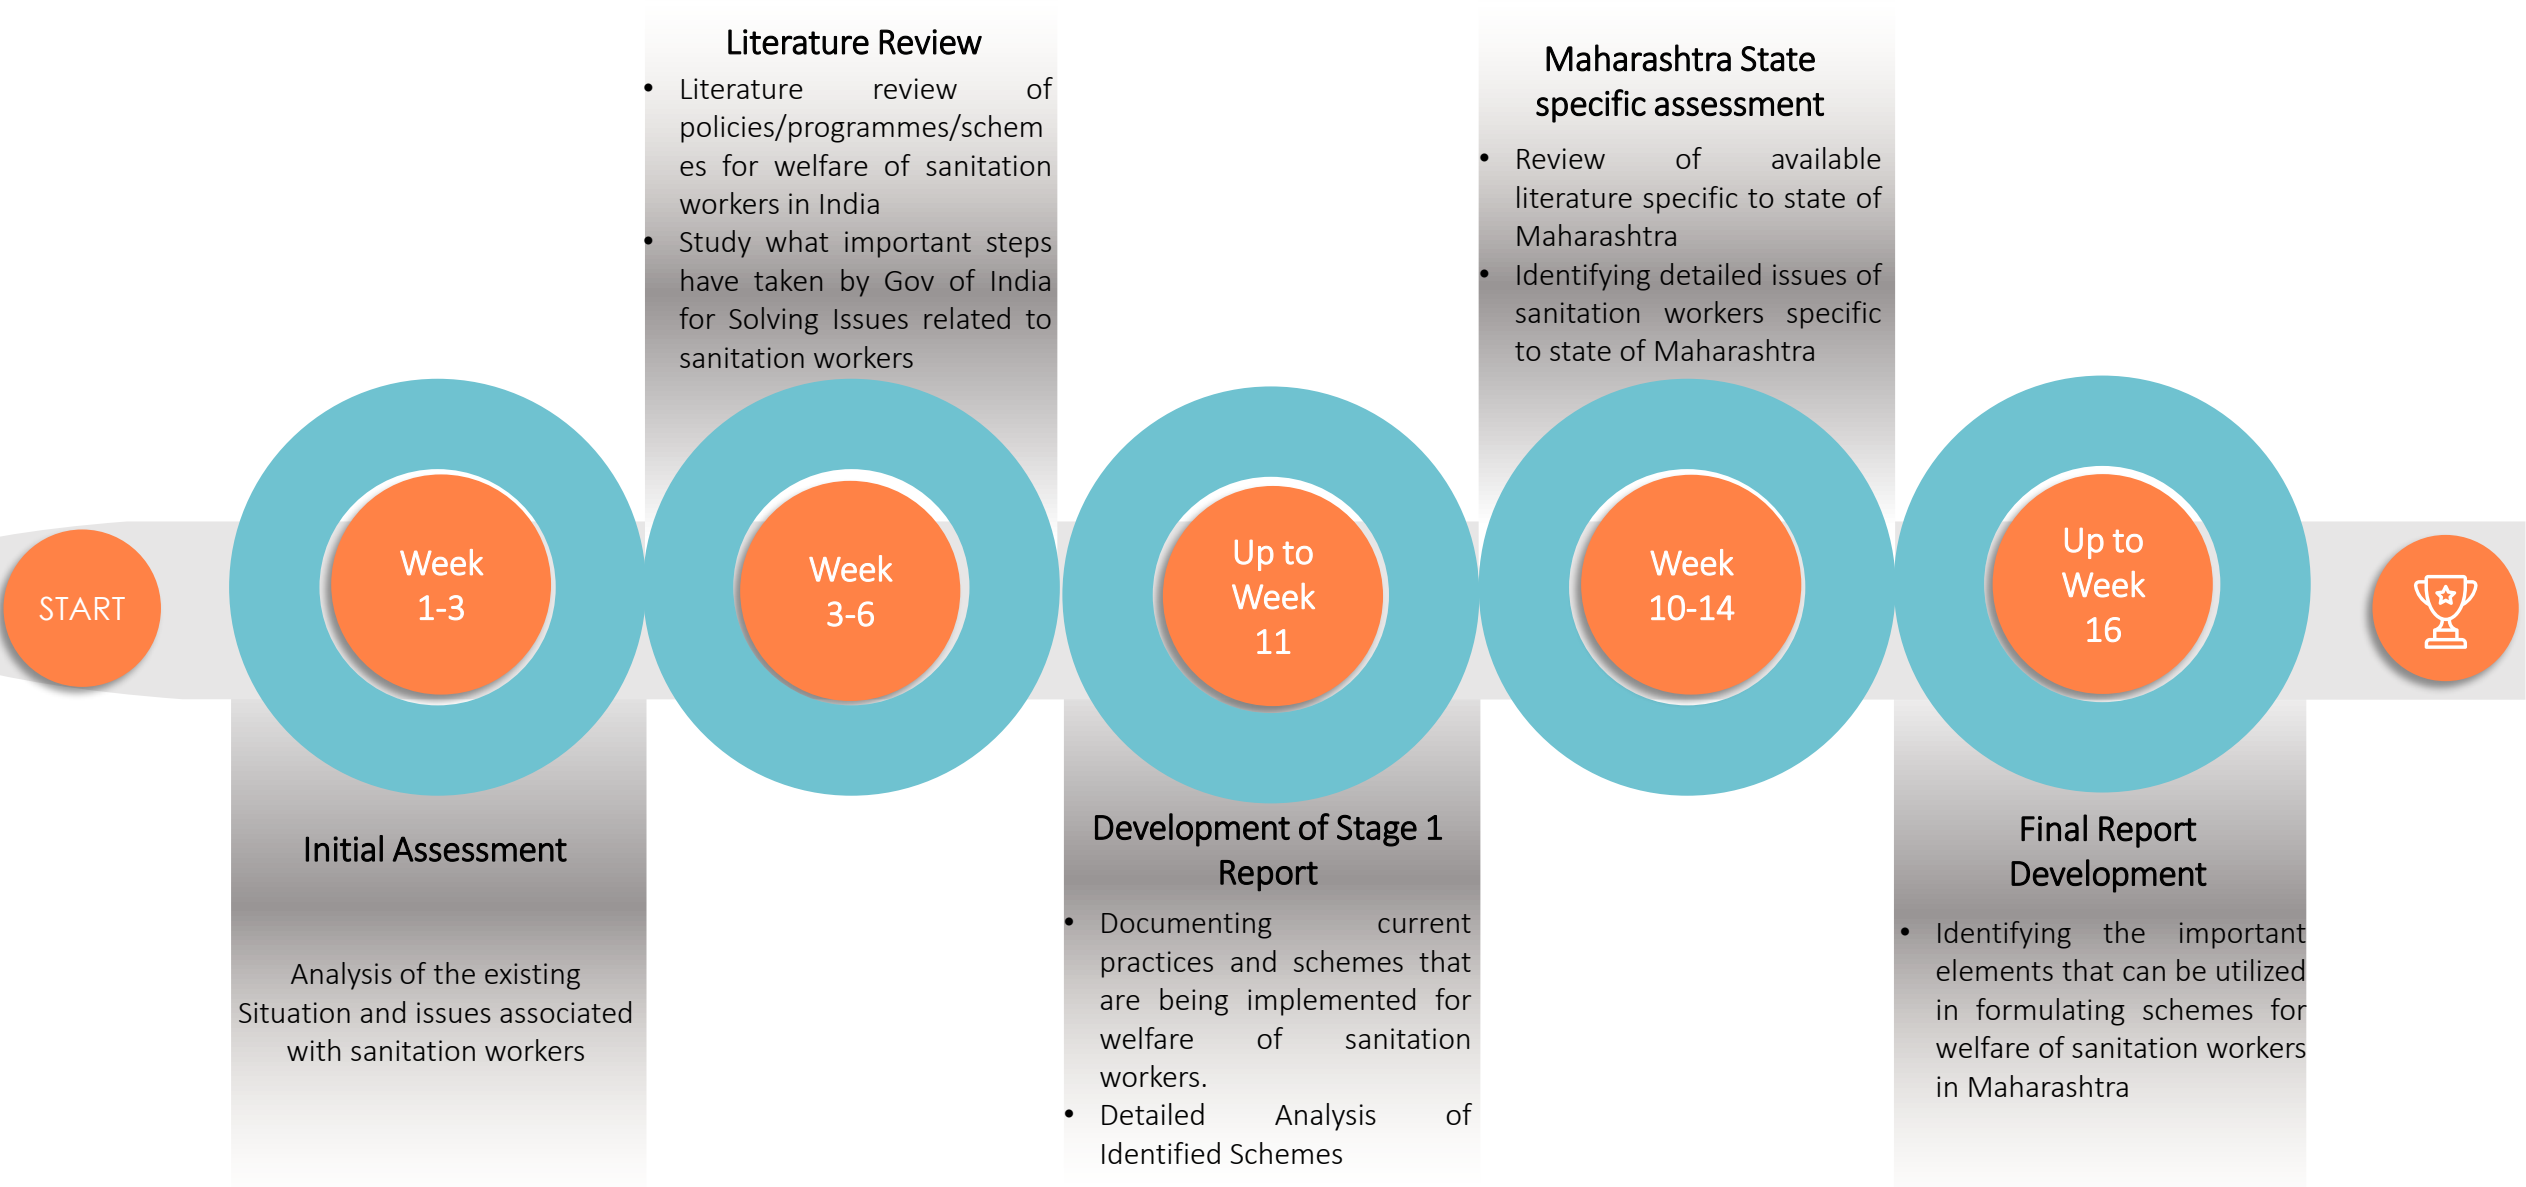 START
Week
1-3
Initial Assessment
Analysis of the existing
Situation and issues associated
with sanitation workers
Literature Review
• Literature review of
policies/programmes/schem
es for welfare of sanitation
workers in India
• Study what important steps
have taken by Gov of India
for Solving Issues related to
sanitation workers
Week
3-6
Up to
Week
11
Development of Stage 1
Report
• Documenting current
practices and schemes that
are being implemented for
welfare of sanitation
workers.
• Detailed Analysis of
Identified Schemes
Maharashtra State
specific assessment
• Review of available
literature specific to state of
Maharashtra
• Identifying detailed issues of
sanitation workers specific
to state of Maharashtra
Week
10-14
Up to
Week
16
Final Report
Development
• Identifying the important
elements that can be utilized
in formulating schemes for
welfare of sanitation workers
in Maharashtra